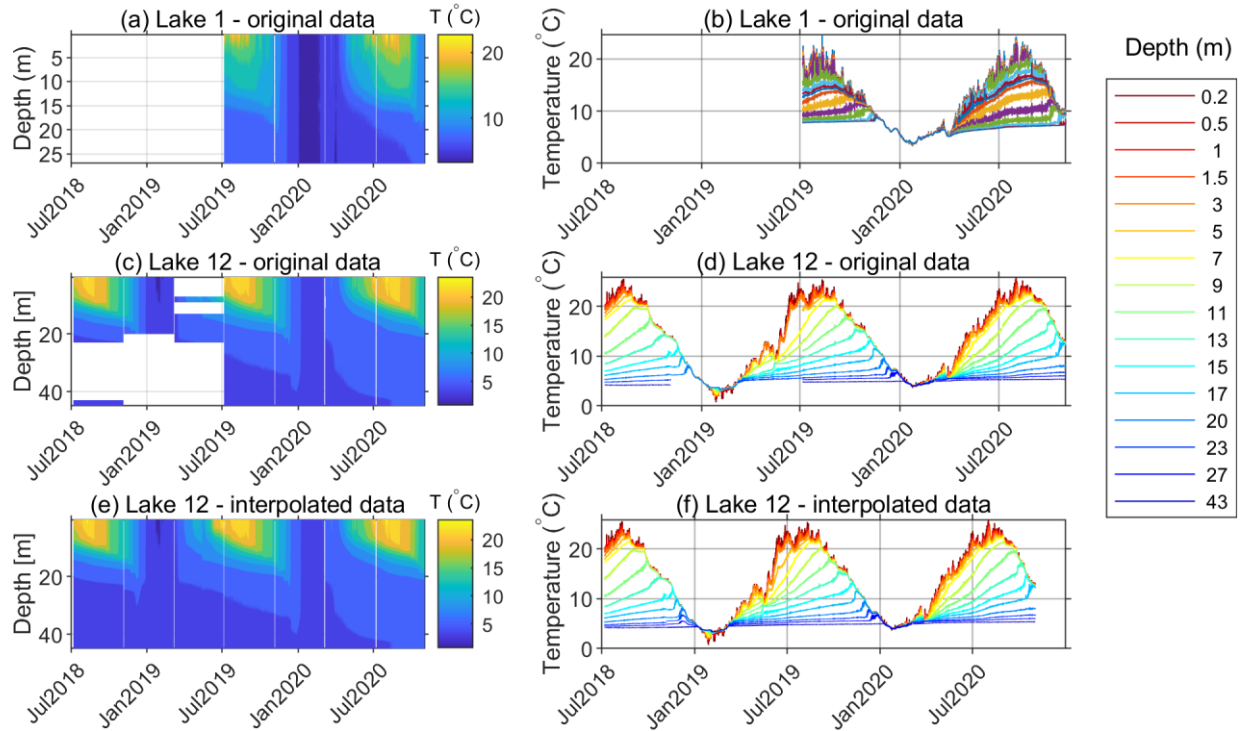 (a) Lake 1 - original data
T (°C)
Depth (m)
5
10
15
20
25
Jul2018
Jan2019
Jul2019
Jan2020
Jul2020
20
10
(b) Lake 1 - original data
Temperature (°C)
20
10
0
Jul2018
Jan2019
Jul2019
Jan2020
Jul2020
(c) Lake 12 - original data
T (°C)
Depth [m]
20
40
Jul2018
Jan2019
Jul2019
Jan2020
Jul2020
20
15
10
5
(d) Lake 12 - original data
Temperature (°C)
20
10
0
Jul2018
Jan2019
Jul2019
Jan2020
Jul2020
(e) Lake 12 - interpolated data
T (°C)
Depth [m]
20
40
Jul2018
Jan2019
Jul2019
Jan2020
Jul2020
20
15
10
5
(f) Lake 12 - interpolated data
Temperature (°C)
20
10
0
Jul2018
Jan2019
Jul2019
Jan2020
Jul2020
Depth (m)
0.2
0.5
1
1.5
3
5
7
9
11
13
15
17
20
23
27
43